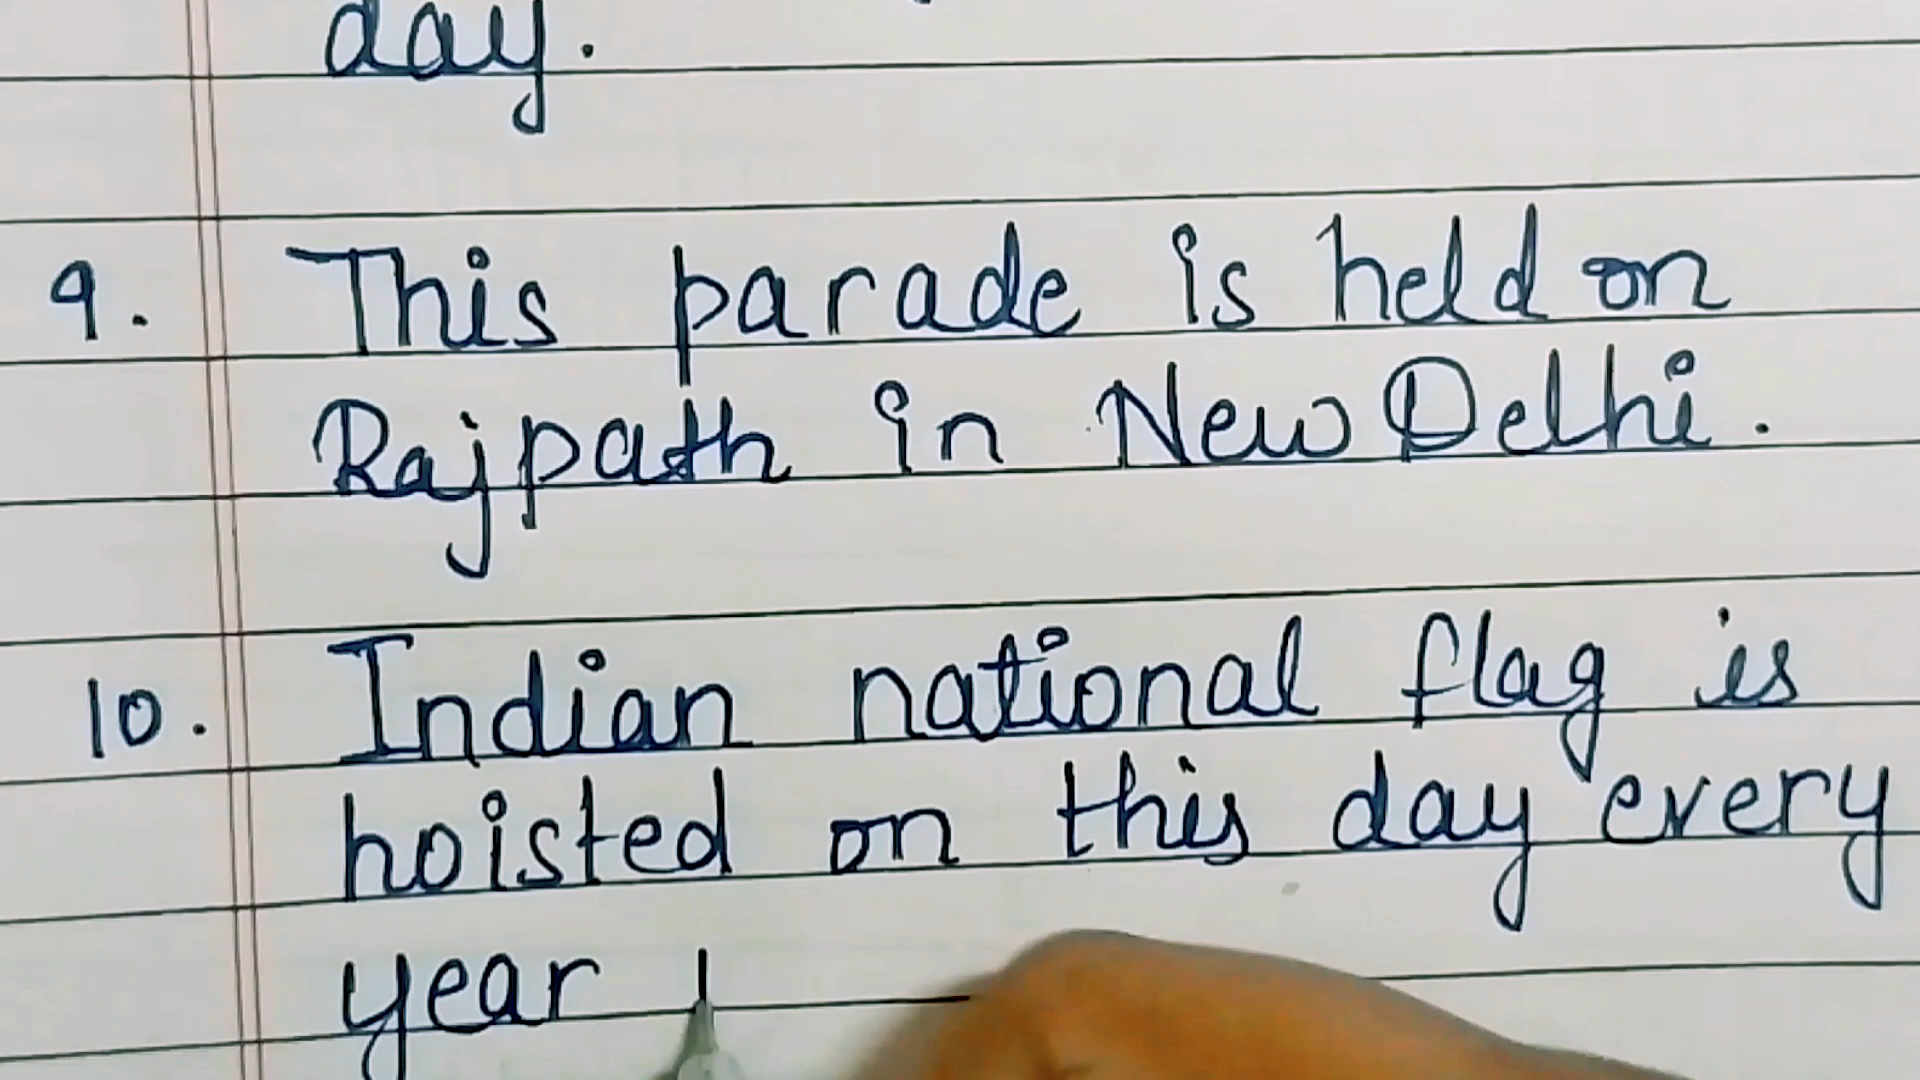 day.
9. This parade is held on
Rajpath in New Delhi.
10. Indian national flag is
hoisted on this day every
year